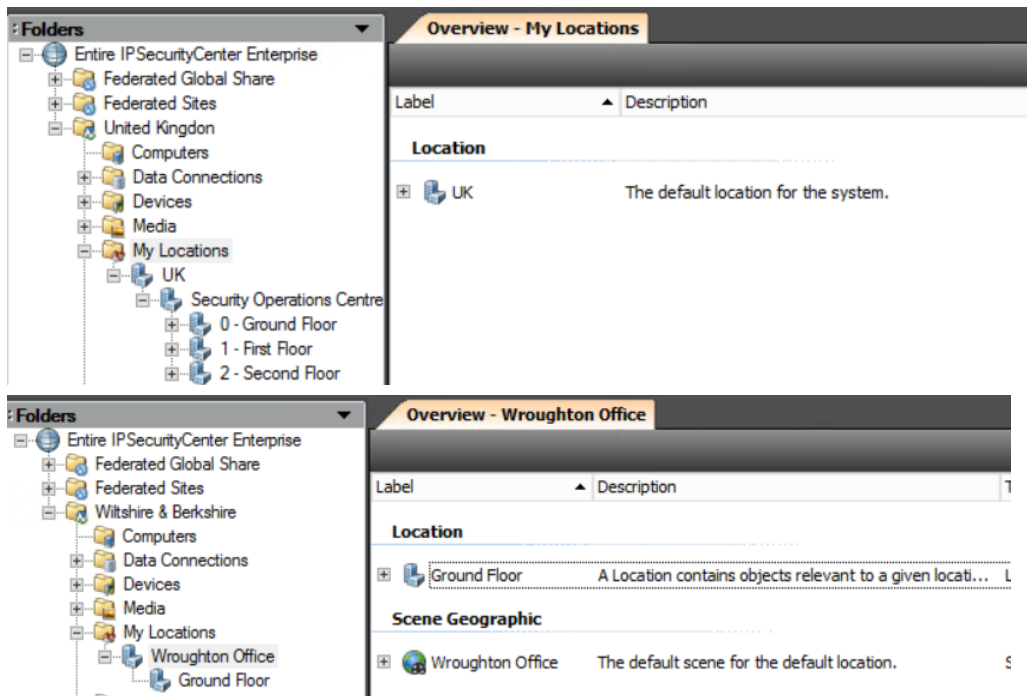 Folders
Overview - My Locations
Entire IPSecurityCenter Enterprise
Federated Global Share
Label Description
Federated Sites
United Kingdom
Location
Computers
Data Connections
UK The default location for the system.
Devices
Media
My Locations
UK
Security Operations Centre
0 - Ground Floor
1 - First Floor
2 - Second Floor
Folders
Overview - Wroughton Office
Entire IPSecurityCenter Enterprise
Federated Global Share
Federated Sites
Label Description
Wiltshire & Berkshire
Location
Computers
Data Connections
Ground Floor A Location contains objects relevant to a given locati...
Devices
Media
Scene Geographic
My Locations
Wroughton Office
Wroughton Office The default scene for the default location.
Ground Floor